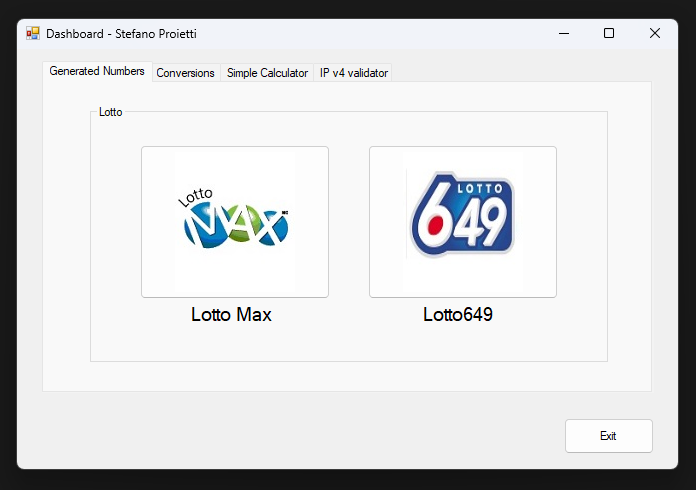 Dashboard - Stefano Proietti
Generated Numbers
Conversions
Simple Calculator
IP v4 validator
Lotto
Lotto
MAX
LOTTO
649
Lotto Max
Lotto649
Exit